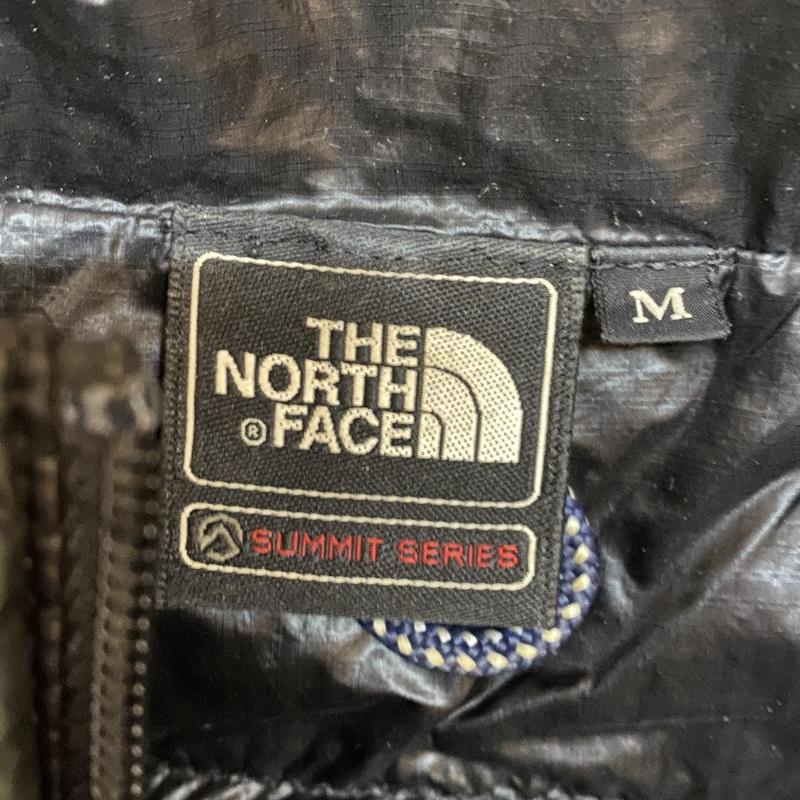 THE
NORTH
® FACE
SUMMIT SERIES
M